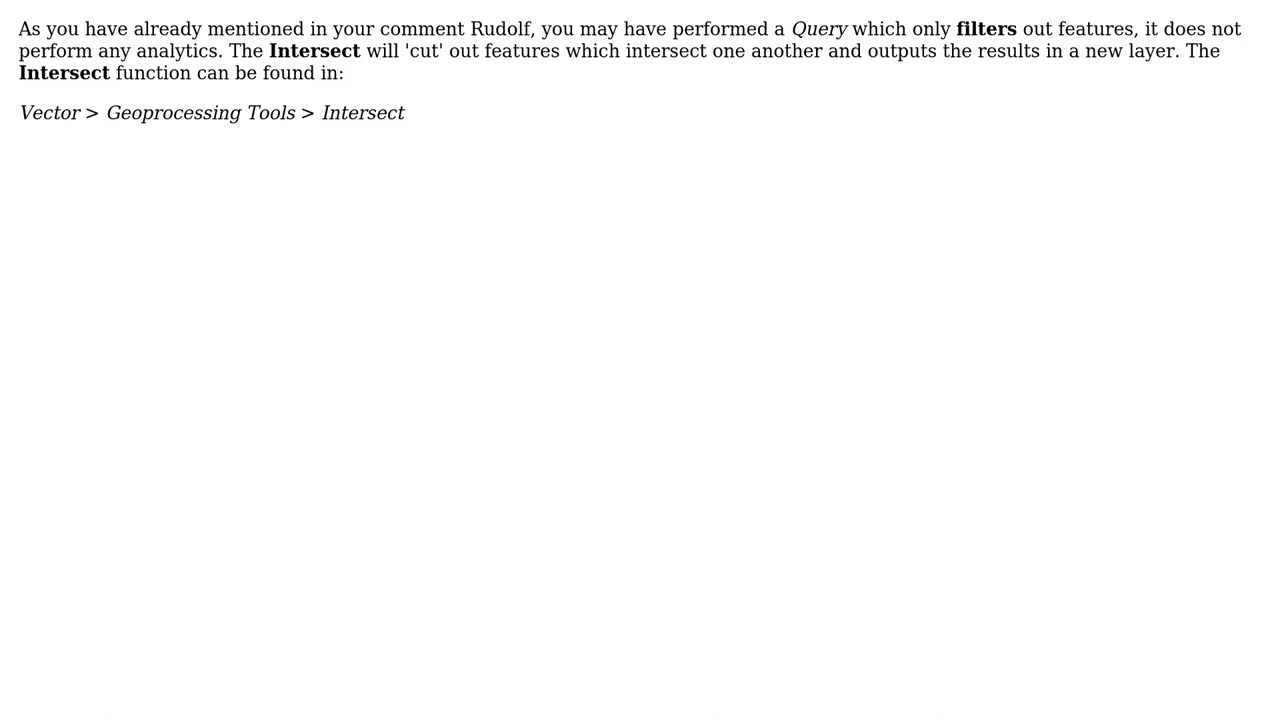 As you have already mentioned in your comment Rudolf, you may have performed a Query which only filters out features, it does not
perform any analytics. The Intersect will 'cut' out features which intersect one another and outputs the results in a new layer. The
Intersect function can be found in:
Vector > Geoprocessing Tools > Intersect